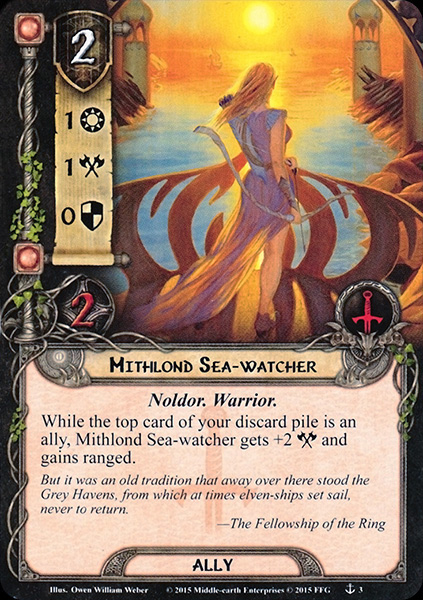 2
1
1
0
2
Mithlond Sea-watcher
Noldor. Warrior.
While the top card of your discard pile is an
ally, Mithlond Sea-watcher gets +2 and
gains ranged.
But it was an old tradition that away over there stood the
Grey Havens, from which at times elven-ships set sail,
never to return.
—The Fellowship of the Ring
ALLY
Illus. Owen William Weber © 2015 Middle-earth Enterprises © 2015 FFG 3